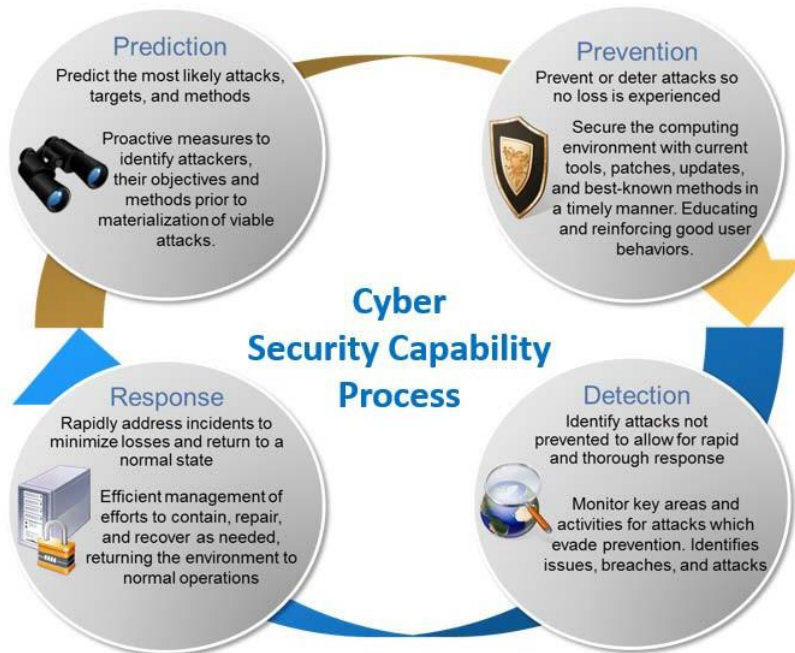 Prediction
Predict the most likely attacks,
targets, and methods
Proactive measures to
identify attackers,
their objectives and
methods prior to
materialization of viable
attacks.
Prevention
Prevent or deter attacks so
no loss is experienced
Secure the computing
environment with current
tools, patches, updates,
and best-known methods in
a timely manner. Educating
and reinforcing good user
behaviors.
Cyber
Security Capability
Process
Response
Rapidly address incidents to
minimize losses and return to a
normal state
Efficient management of
efforts to contain, repair,
and recover as needed,
returning the environment to
normal operations
Detection
Identify attacks not
prevented to allow for rapid
and thorough response
Monitor key areas and
activities for attacks which
evade prevention. Identifies
issues, breaches, and attacks